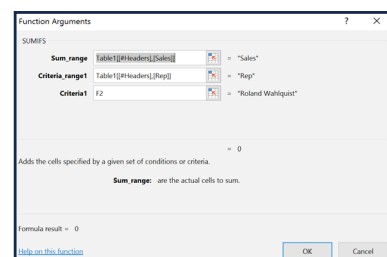 Function Arguments ? ×
SUMIFS
Sum_range Table1[[#Headers],[Sales]] = "Sales"
Criteria_range1 Table1[[#Headers],[Rep]] = "Rep"
Criteria1 F2 = "Roland Wahlquist"
= 0
Adds the cells specified by a given set of conditions or criteria.
Sum_range: are the actual cells to sum.
Formula result = 0
Help on this function OK Cancel